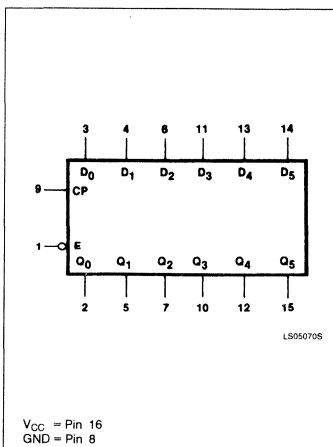 3 4 6 11 13 14
D0 D1 D2 D3 D4 D5
9 CP
1 E
Q0 Q1 Q2 Q3 Q4 Q5
2 5 7 10 12 15
LS05070S
VCC = Pin 16
GND = Pin 8